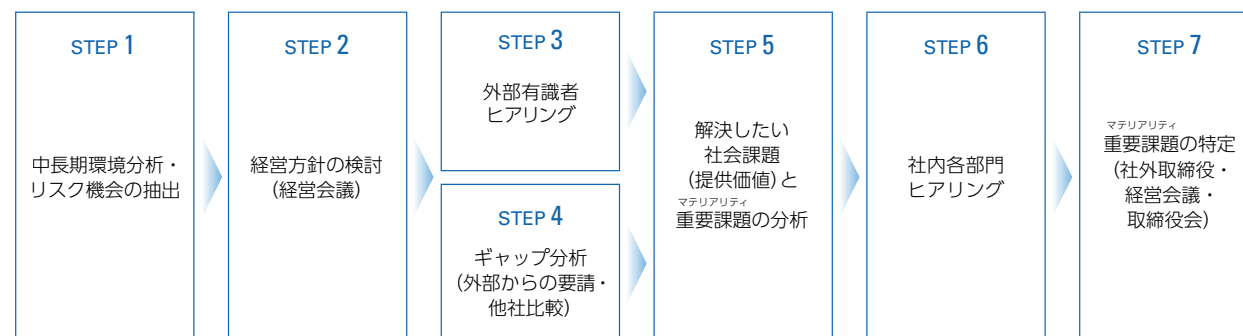 STEP 1
中長期環境分析・
リスク機会の抽出
STEP 2
経営方針の検討
(経営会議)
STEP 3
外部有識者
ヒアリング
STEP 4
ギャップ分析
(外部からの要請・
他社比較)
STEP 5
解決したい
社会課題
(提供価値)と
マテリアリティ
重要課題の分析
STEP 6
社内各部門
ヒアリング
STEP 7
マテリアリティ
重要課題の特定
(社外取締役・
経営会議・
取締役会)